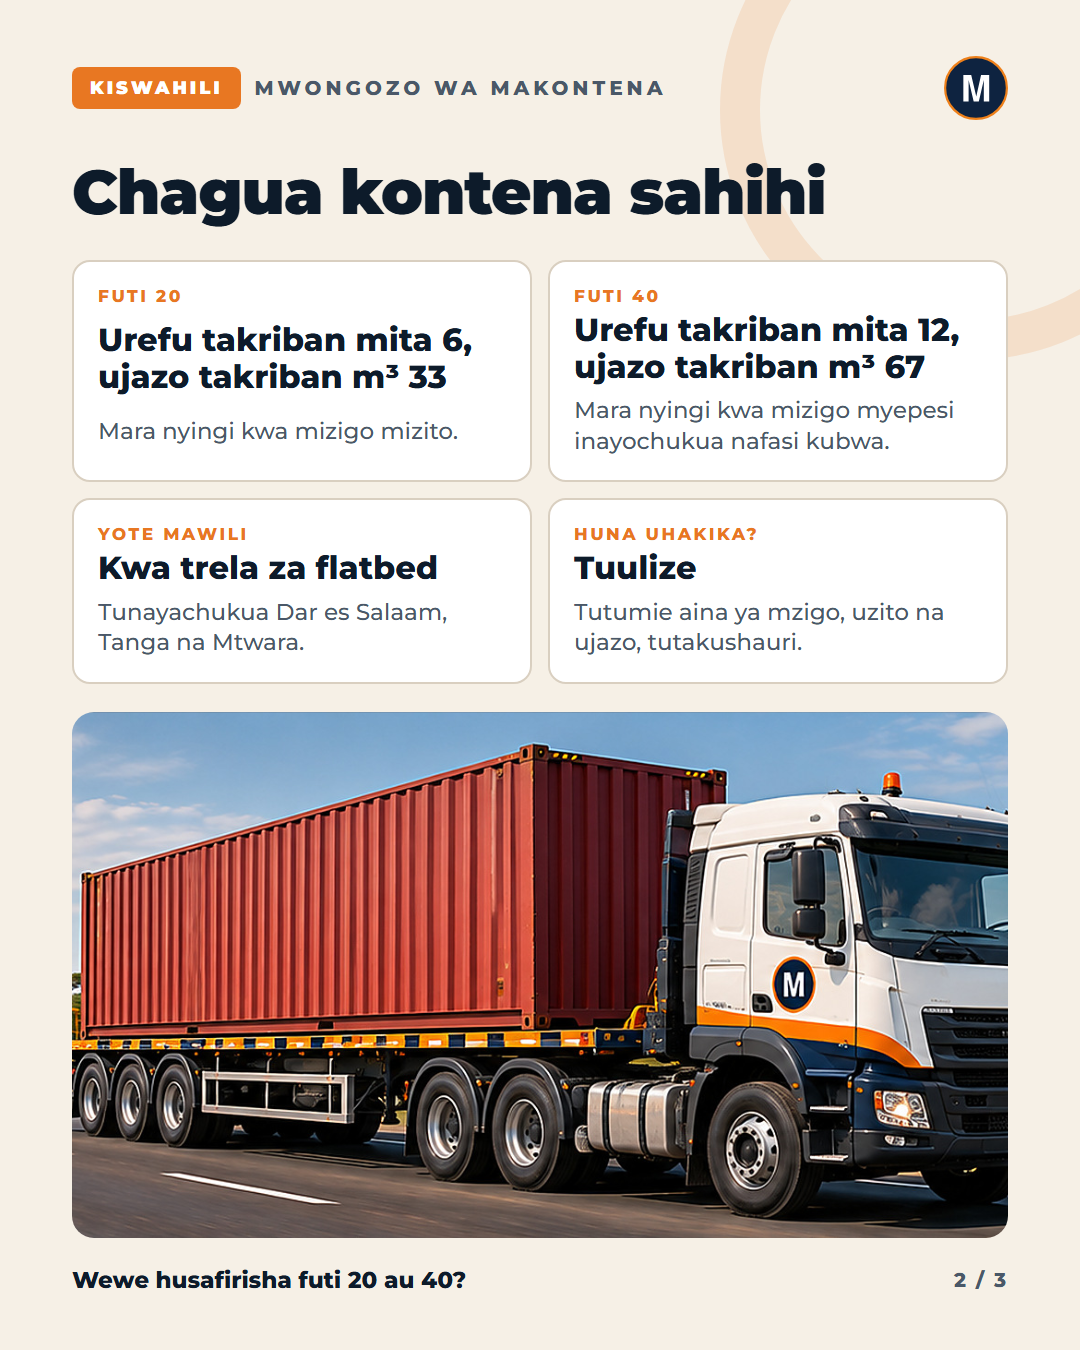 KISWAHILI MWONGOZO WA MAKONTENA
M
Chagua kontena sahihi
FUTI 20
Urefu takriban mita 6,
ujazo takriban m³ 33
Mara nyingi kwa mizigo mizito.
FUTI 40
Urefu takriban mita 12,
ujazo takriban m³ 67
Mara nyingi kwa mizigo myepesi
inayochukua nafasi kubwa.
YOTE MAWILI
Kwa trela za flatbed
Tunayachukua Dar es Salaam,
Tanga na Mtwara.
HUNA UHAKIKA?
Tuulize
Tutumie aina ya mzigo, uzito na
ujazo, tutakushauri.
M
Wewe husafirisha futi 20 au 40?
2 / 3